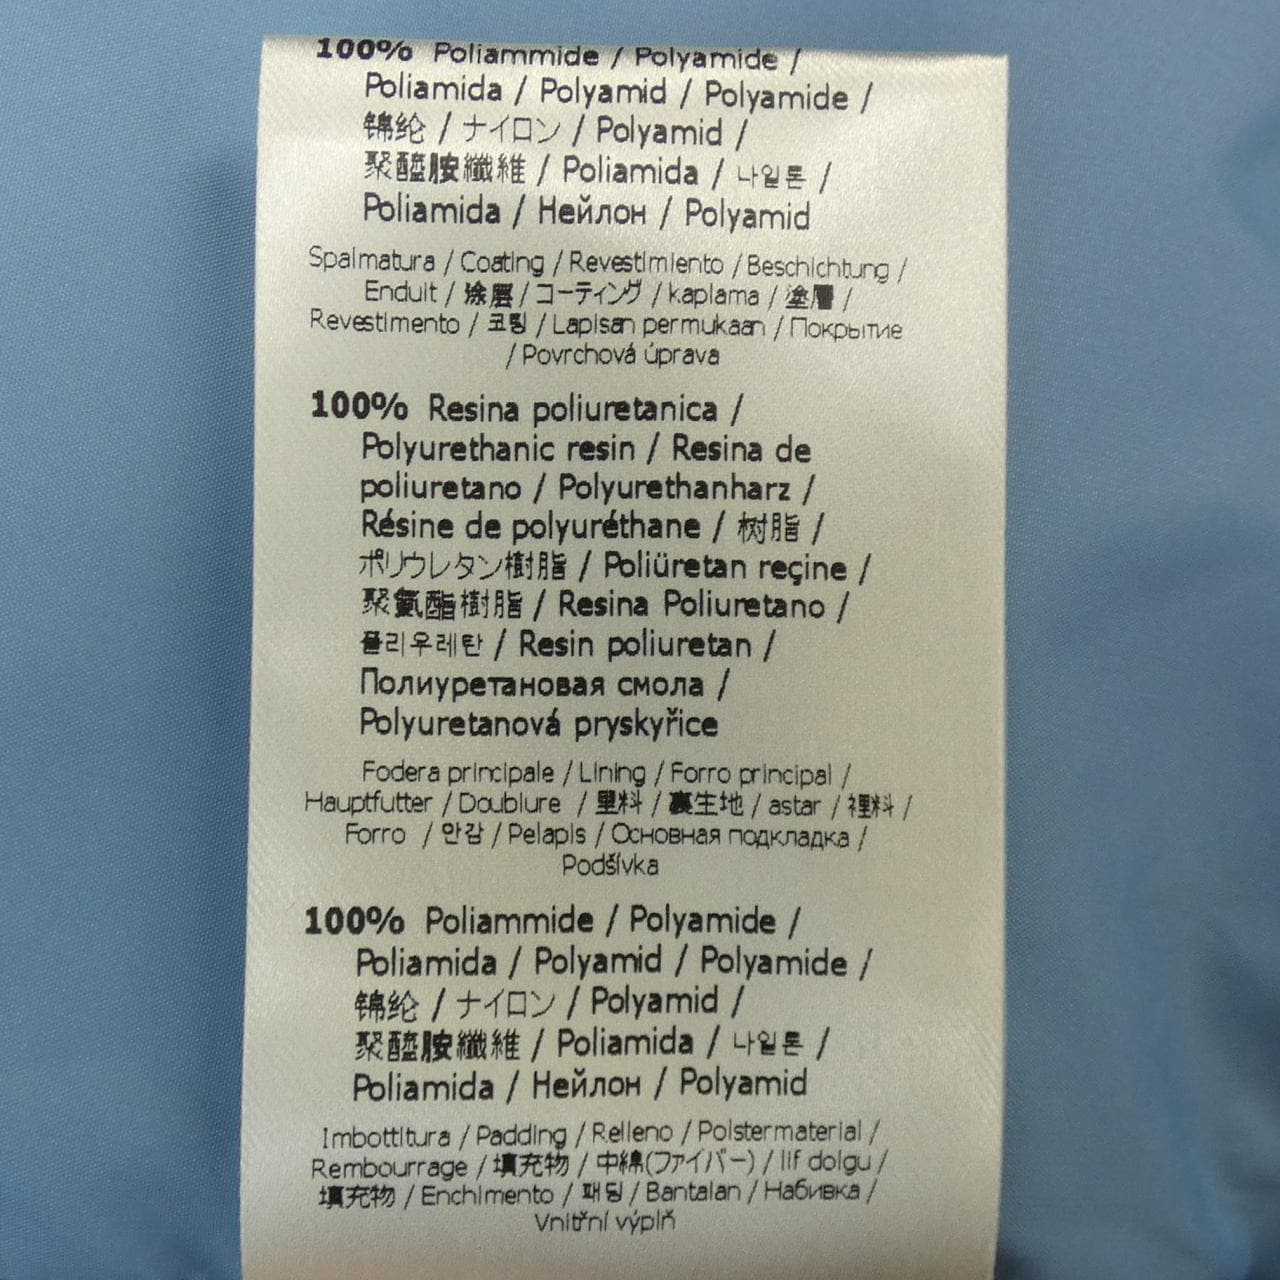 100% Poliammide / Polyamide /
Poliamida / Polyamid / Polyamide /
锦纶 / ナイロン / Polyamid /
聚醯胺纖維 / Poliamida / 나일론 /
Poliamida / Нейлон / Polyamid
Spalmatura / Coating / Revestimiento / Beschichtung /
Enduit / 涂层 / コーティング / kaplama / 塗層 /
Revestimento / 코팅 / Lapisan permukaan / Покрытие
/ Povrchová úprava
100% Resina poliuretanica /
Polyurethanic resin / Resina de
poliuretano / Polyurethanharz /
Résine de polyuréthane / 树脂 /
ポリウレタン樹脂 / Poliüretan reçine /
聚氨酯樹脂 / Resina Poliuretano /
폴리우레탄 / Resin poliuretan /
Полиуретановая смола /
Polyuretanová pryskyřice
Fodera principale / Lining / Forro principal /
Hauptfutter / Doublure / 里料 / 裏生地 / astar / 裡料 /
Forro / 안감 / Pelapis / Основная подкладка /
Podšívka
100% Poliammide / Polyamide /
Poliamida / Polyamid / Polyamide /
锦纶 / ナイロン / Polyamid /
聚醯胺纖維 / Poliamida / 나일론 /
Poliamida / Нейлон / Polyamid
Imbottitura / Padding / Relleno / Polstermaterial /
Rembourrage / 填充物 / 中綿(ファイバー) / lif dolgu /
填充物 / Enchimento / 패딩 / Bantalan / Набивка /
Vnitřní výplň